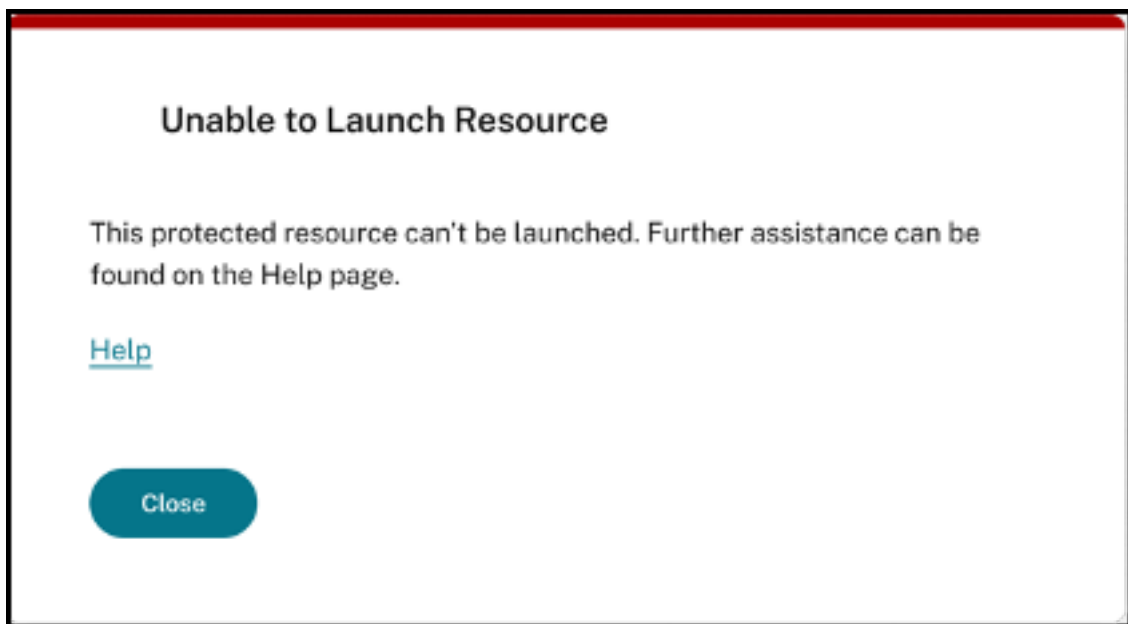 Unable to Launch Resource
This protected resource can't be launched. Further assistance can be
found on the Help page.
Help
Close